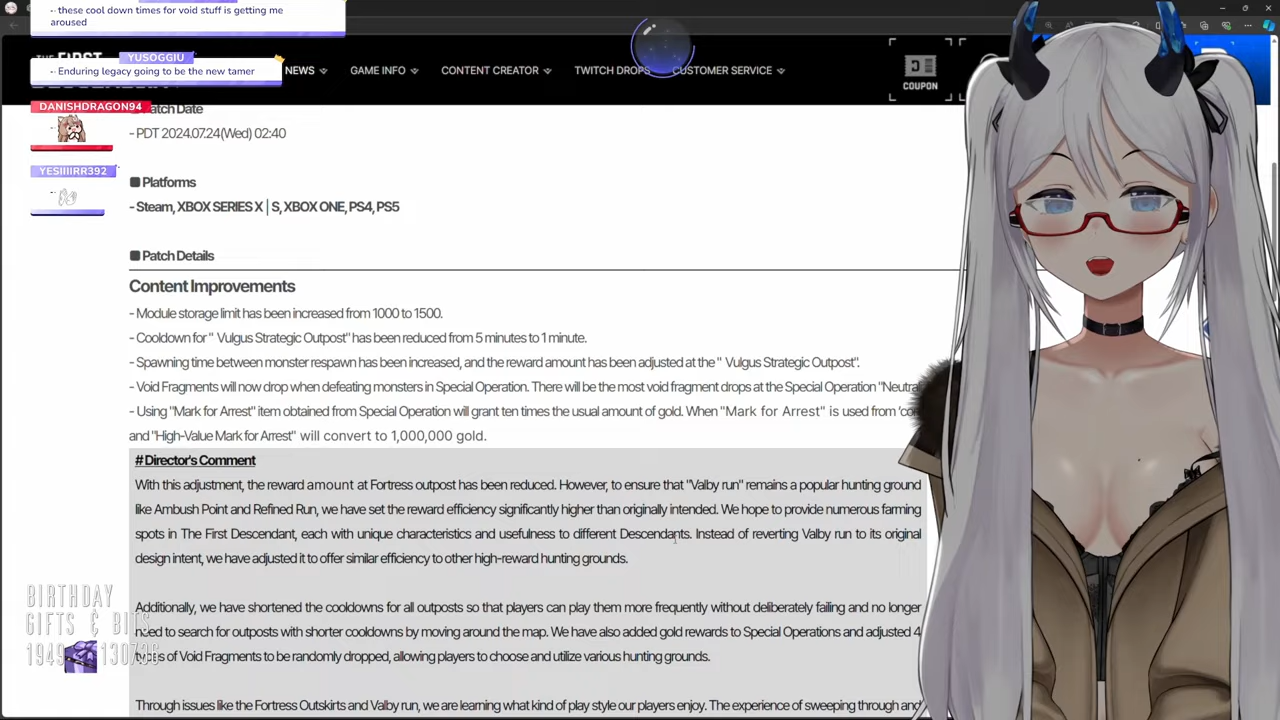 -- these cool down times for void stuff is getting me
aroused
YUSOGGIU
-- Enduring legacy going to be the new tamer
DANISHDRAGON94
YESIIIIRR392
THE FIRST
NEWS
GAME INFO
CONTENT CREATOR
TWITCH DROPS
CUSTOMER SERVICE
COUPON
Patch Date
- PDT 2024.07.24(Wed) 02:40
■ Platforms
- Steam, XBOX SERIES X | S, XBOX ONE, PS4, PS5
■ Patch Details
Content Improvements
- Module storage limit has been increased from 1000 to 1500.
- Cooldown for " Vulgus Strategic Outpost" has been reduced from 5 minutes to 1 minute.
- Spawning time between monster respawn has been increased, and the reward amount has been adjusted at the " Vulgus Strategic Outpost".
- Void Fragments will now drop when defeating monsters in Special Operation. There will be the most void fragment drops at the Special Operation "Neutral
- Using "Mark for Arrest" item obtained from Special Operation will grant ten times the usual amount of gold. When "Mark for Arrest" is used from
and "High-Value Mark for Arrest" will convert to 1,000,000 gold.
# Director's Comment
With this adjustment, the reward amount at Fortress outpost has been reduced. However, to ensure that "Valby run" remains a popular hunting ground
like Ambush Point and Refined Run, we have set the reward efficiency significantly higher than originally intended. We hope to provide numerous farming
spots in The First Descendant, each with unique characteristics and usefulness to different Descendants. Instead of reverting Valby run to its original
design intent, we have adjusted it to offer similar efficiency to other high-reward hunting grounds.
Additionally, we have shortened the cooldowns for all outposts so that players can play them more frequently without deliberately failing and no longer
need to search for outposts with shorter cooldowns by moving around the map. We have also added gold rewards to Special Operations and adjusted 4
types of Void Fragments to be randomly dropped, allowing players to choose and utilize various hunting grounds.
Through issues like the Fortress Outskirts and Valby run, we are learning what kind of play style our players enjoy. The experience of sweeping through and
BIRTHDAY
GIFTS & BITS
1949